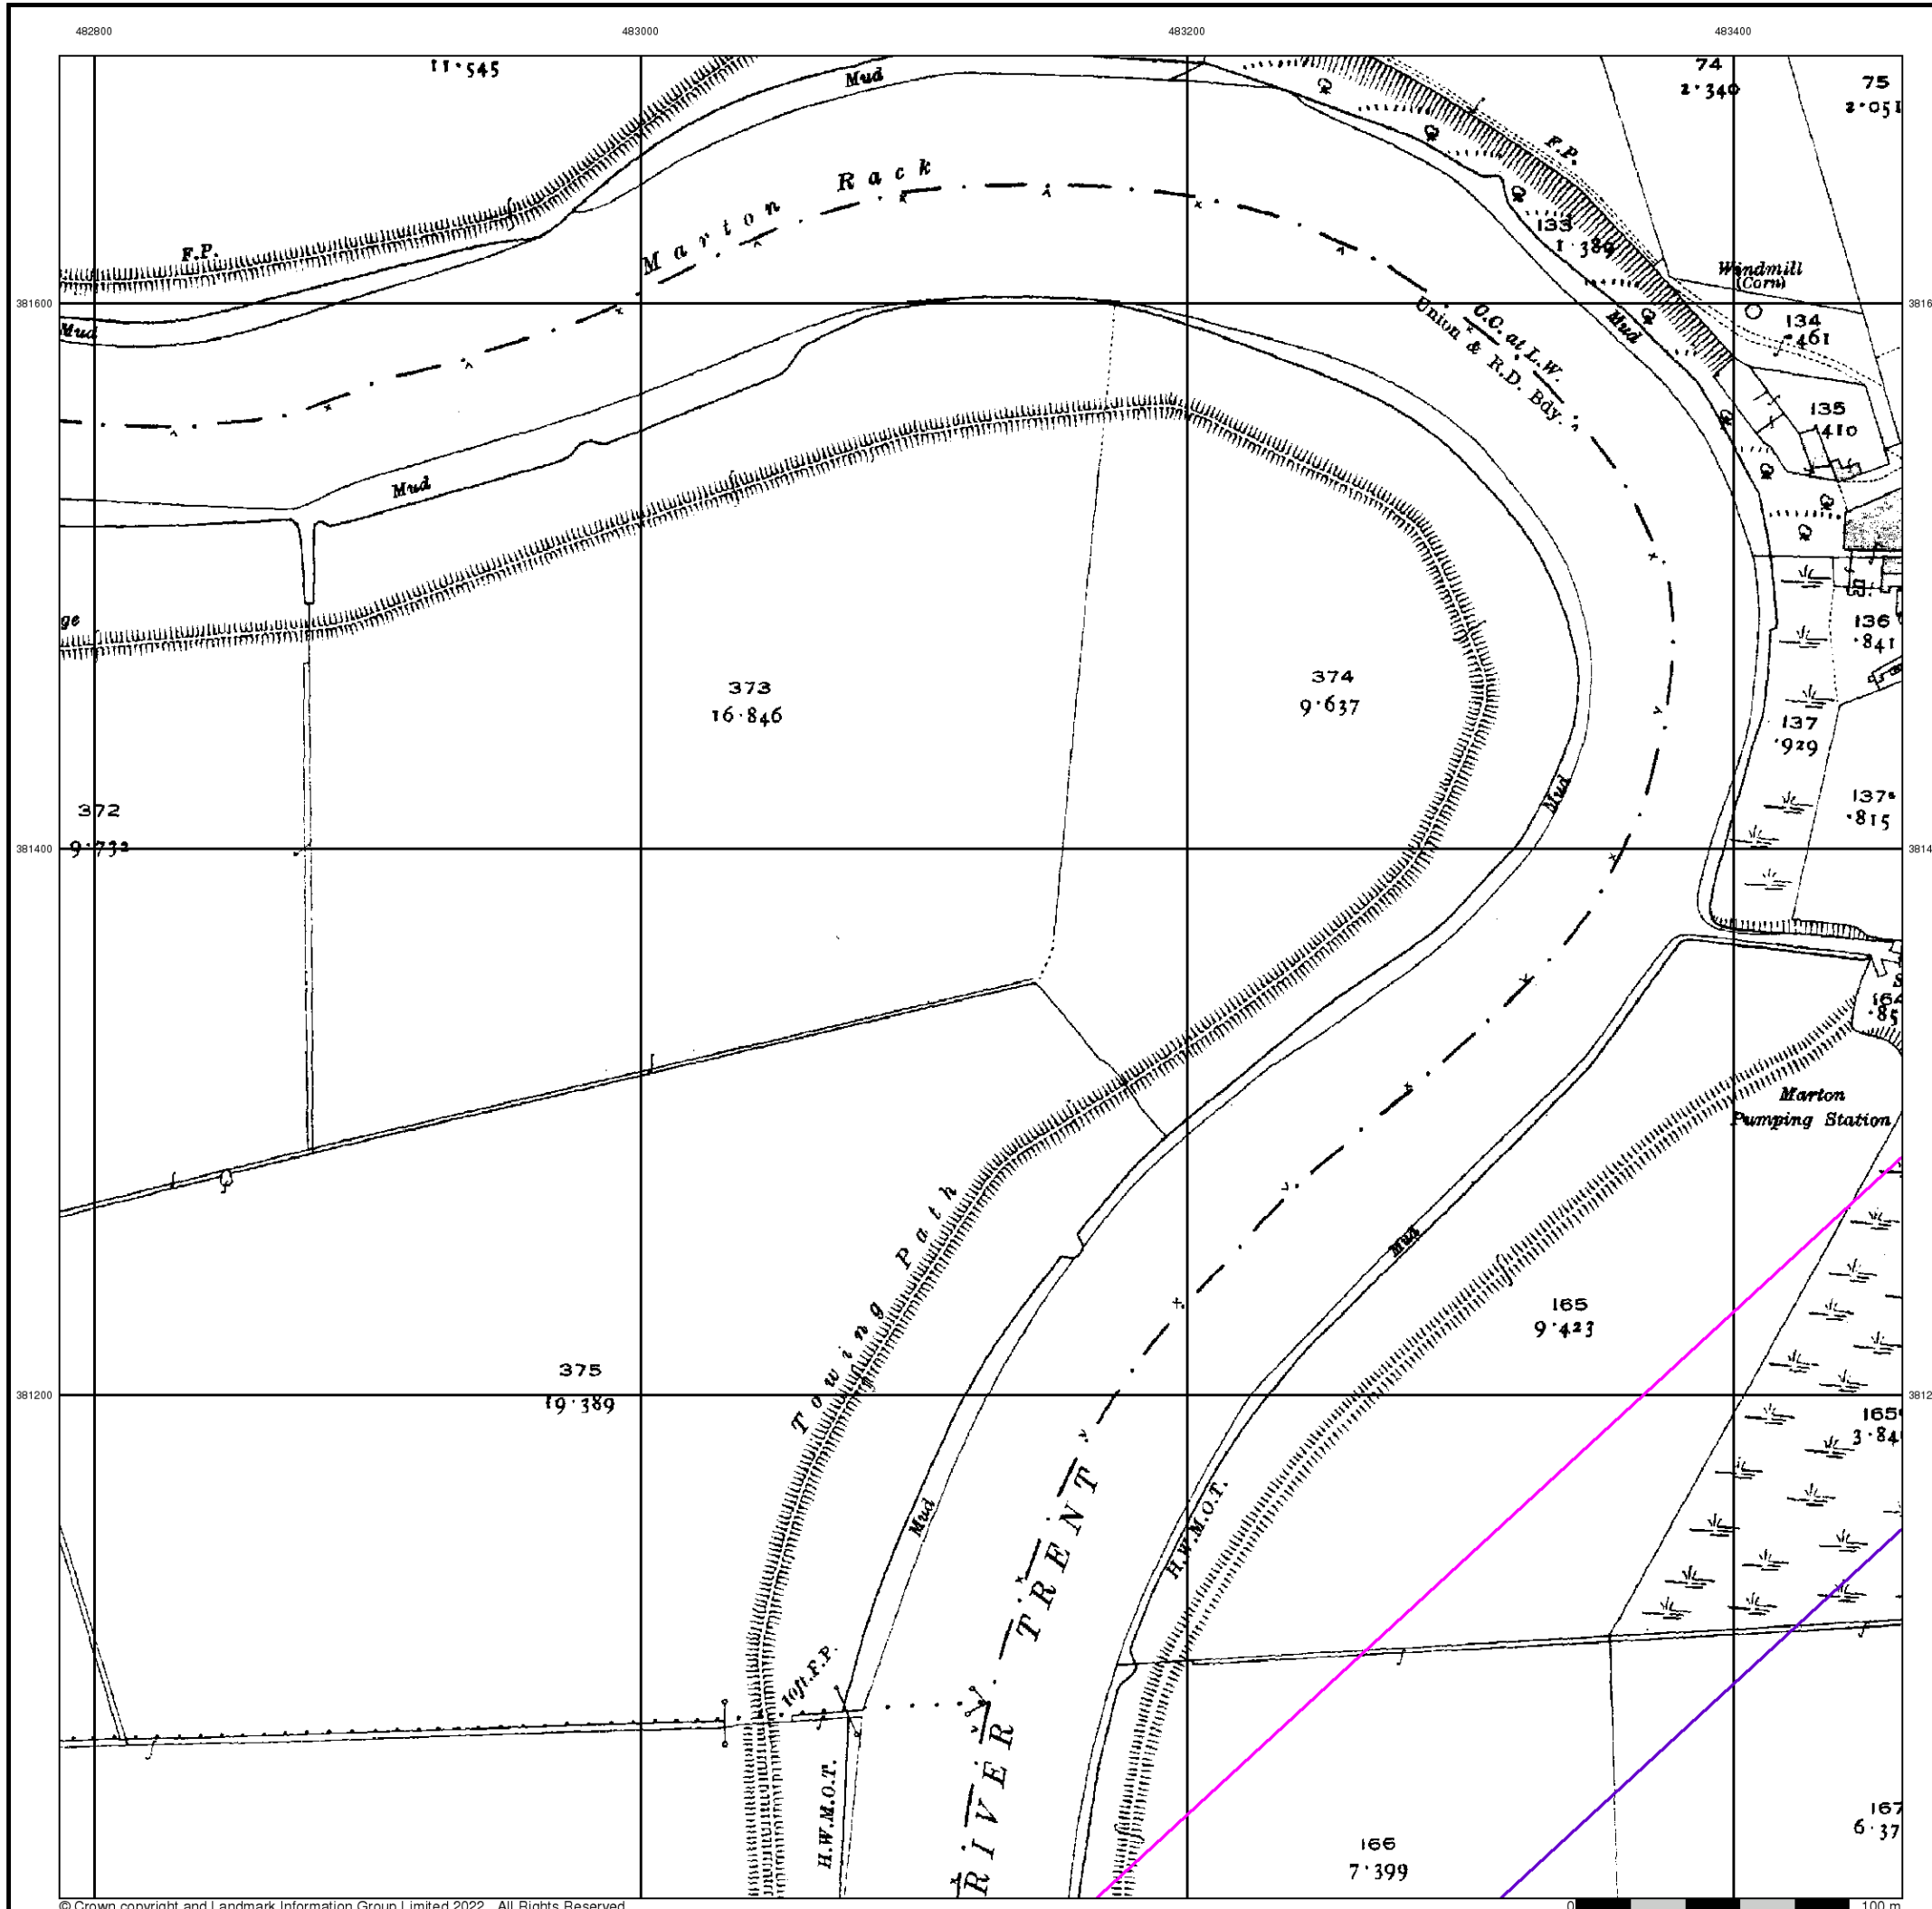 482800
483000
483200
483400
11·545
Mud
74
2·340
75
2·051
F.P.
Marton Rack
F.P.
133
1·389
Windmill
(Corn)
381600
Mud
Mud
134
·461
C.C. at L.W.
Union & R.D. Bdy.
135
·410
Mud
136
·841
373
16·846
374
9·637
137
·929
Mud
372
9·732
137ª
·815
381400
Marton
Pumping Station
Towing Path
Mud
165
9·423
375
19·389
381200
Mud
H.W.M.O.T.
10ft. F.P.
H.W.M.O.T.
RIVER TRENT
166
7·399
167
© Crown copyright and Landmark Information Group Limited 2022. All Rights Reserved.
0
100 m